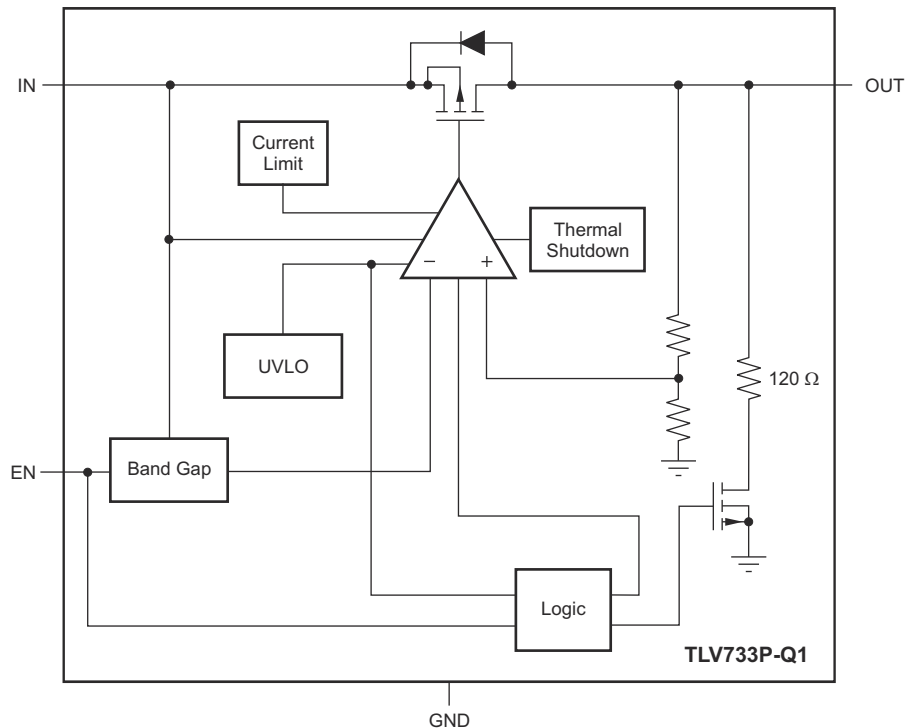 IN
OUT
Current
Limit
Thermal
Shutdown
−
+
UVLO
120 Ω
EN
Band Gap
Logic
TLV733P-Q1
GND